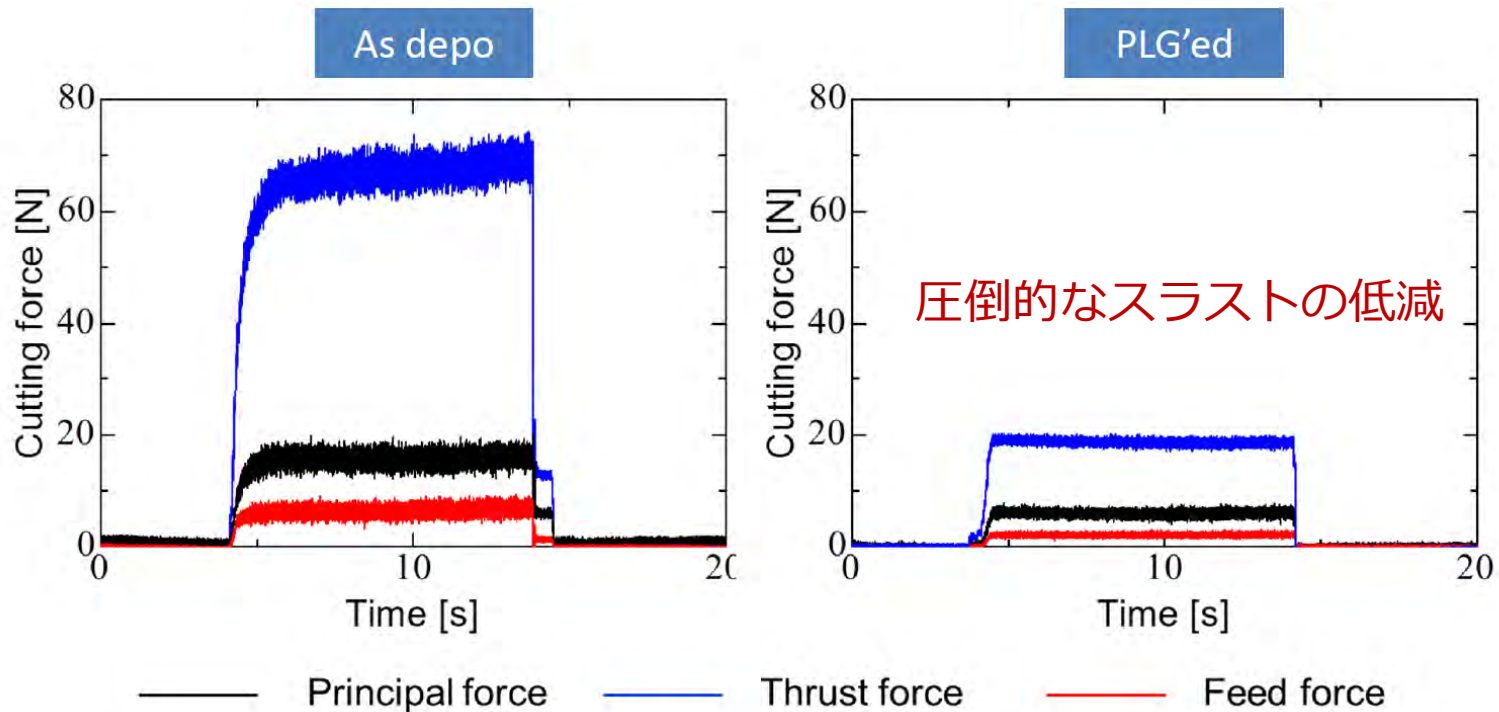 As depo
PLG'ed
80
60
40
20
0
Cutting force [N]
0
10
20
Time [s]
80
60
40
20
0
Cutting force [N]
圧倒的なスラストの低減
0
10
20
Time [s]
Principal force
Thrust force
Feed force